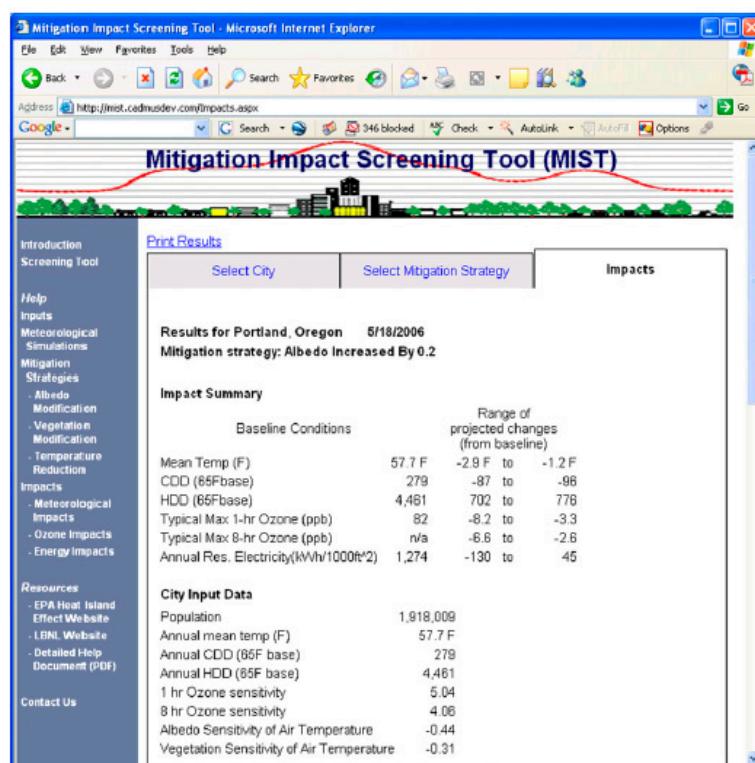 Mitigation Impact Screening Tool - Microsoft Internet Explorer
File Edit View Favorites Tools Help
Back Search Favorites
Address http://mist.cadmusdev.com/Impacts.aspx Go
Google Search 346 blocked Check AutoLink AutoFill Options
Mitigation Impact Screening Tool (MIST)
Introduction
Screening Tool
Help
Inputs
Meteorological
Simulations
Mitigation
Strategies
- Albedo
Modification
- Vegetation
Modification
- Temperature
Reduction
Impacts
- Meteorological
Impacts
- Ozone Impacts
- Energy Impacts
Resources
- EPA Heat Island
Effect Website
- LBNL Website
- Detailed Help
Document (PDF)
Contact Us
Print Results
Select City Select Mitigation Strategy Impacts
Results for Portland, Oregon 5/18/2006
Mitigation strategy: Albedo Increased By 0.2
Impact Summary
Baseline Conditions
Range of
projected changes
(from baseline)
Mean Temp (F) 57.7 F -2.9 F to -1.2 F
CDD (65Fbase) 279 -87 to -96
HDD (65Fbase) 4,461 702 to 776
Typical Max 1-hr Ozone (ppb) 82 -8.2 to -3.3
Typical Max 8-hr Ozone (ppb) n/a -6.6 to -2.6
Annual Res. Electricity(kWh/1000ft^2) 1,274 -130 to 45
City Input Data
Population 1,918,009
Annual mean temp (F) 57.7 F
Annual CDD (65F base) 279
Annual HDD (65F base) 4,461
1 hr Ozone sensitivity 5.04
8 hr Ozone sensitivity 4.06
Albedo Sensitivity of Air Temperature -0.44
Vegetation Sensitivity of Air Temperature -0.31